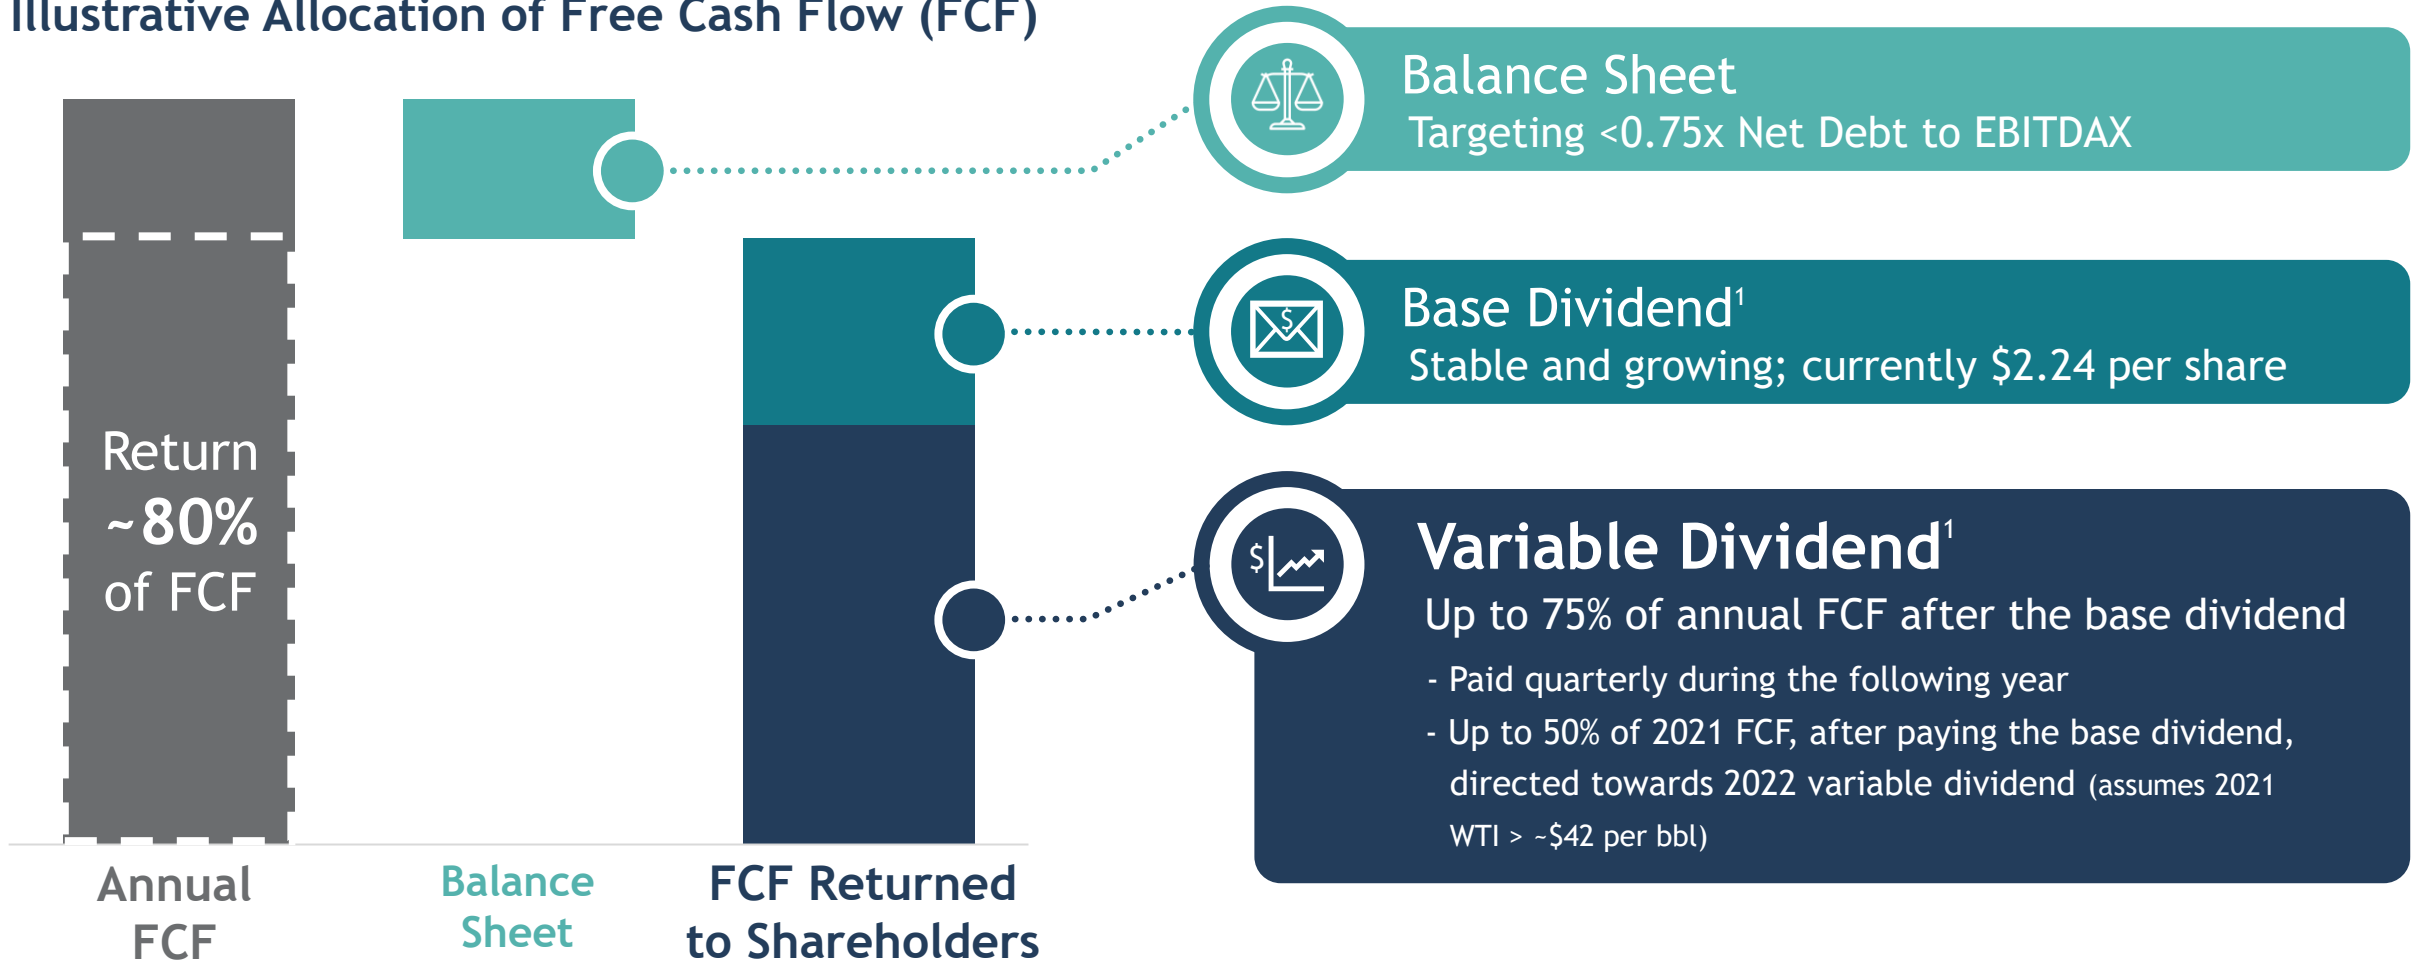 Illustrative Allocation of Free Cash Flow (FCF)
Return
~80%
of FCF
Annual
FCF
Balance
Sheet
FCF Returned
to Shareholders
Balance Sheet
Targeting <0.75x Net Debt to EBITDAX
$
Base Dividend¹
Stable and growing; currently $2.24 per share
$
Variable Dividend¹
Up to 75% of annual FCF after the base dividend
- Paid quarterly during the following year
- Up to 50% of 2021 FCF, after paying the base dividend,
directed towards 2022 variable dividend (assumes 2021
WTI > ~$42 per bbl)